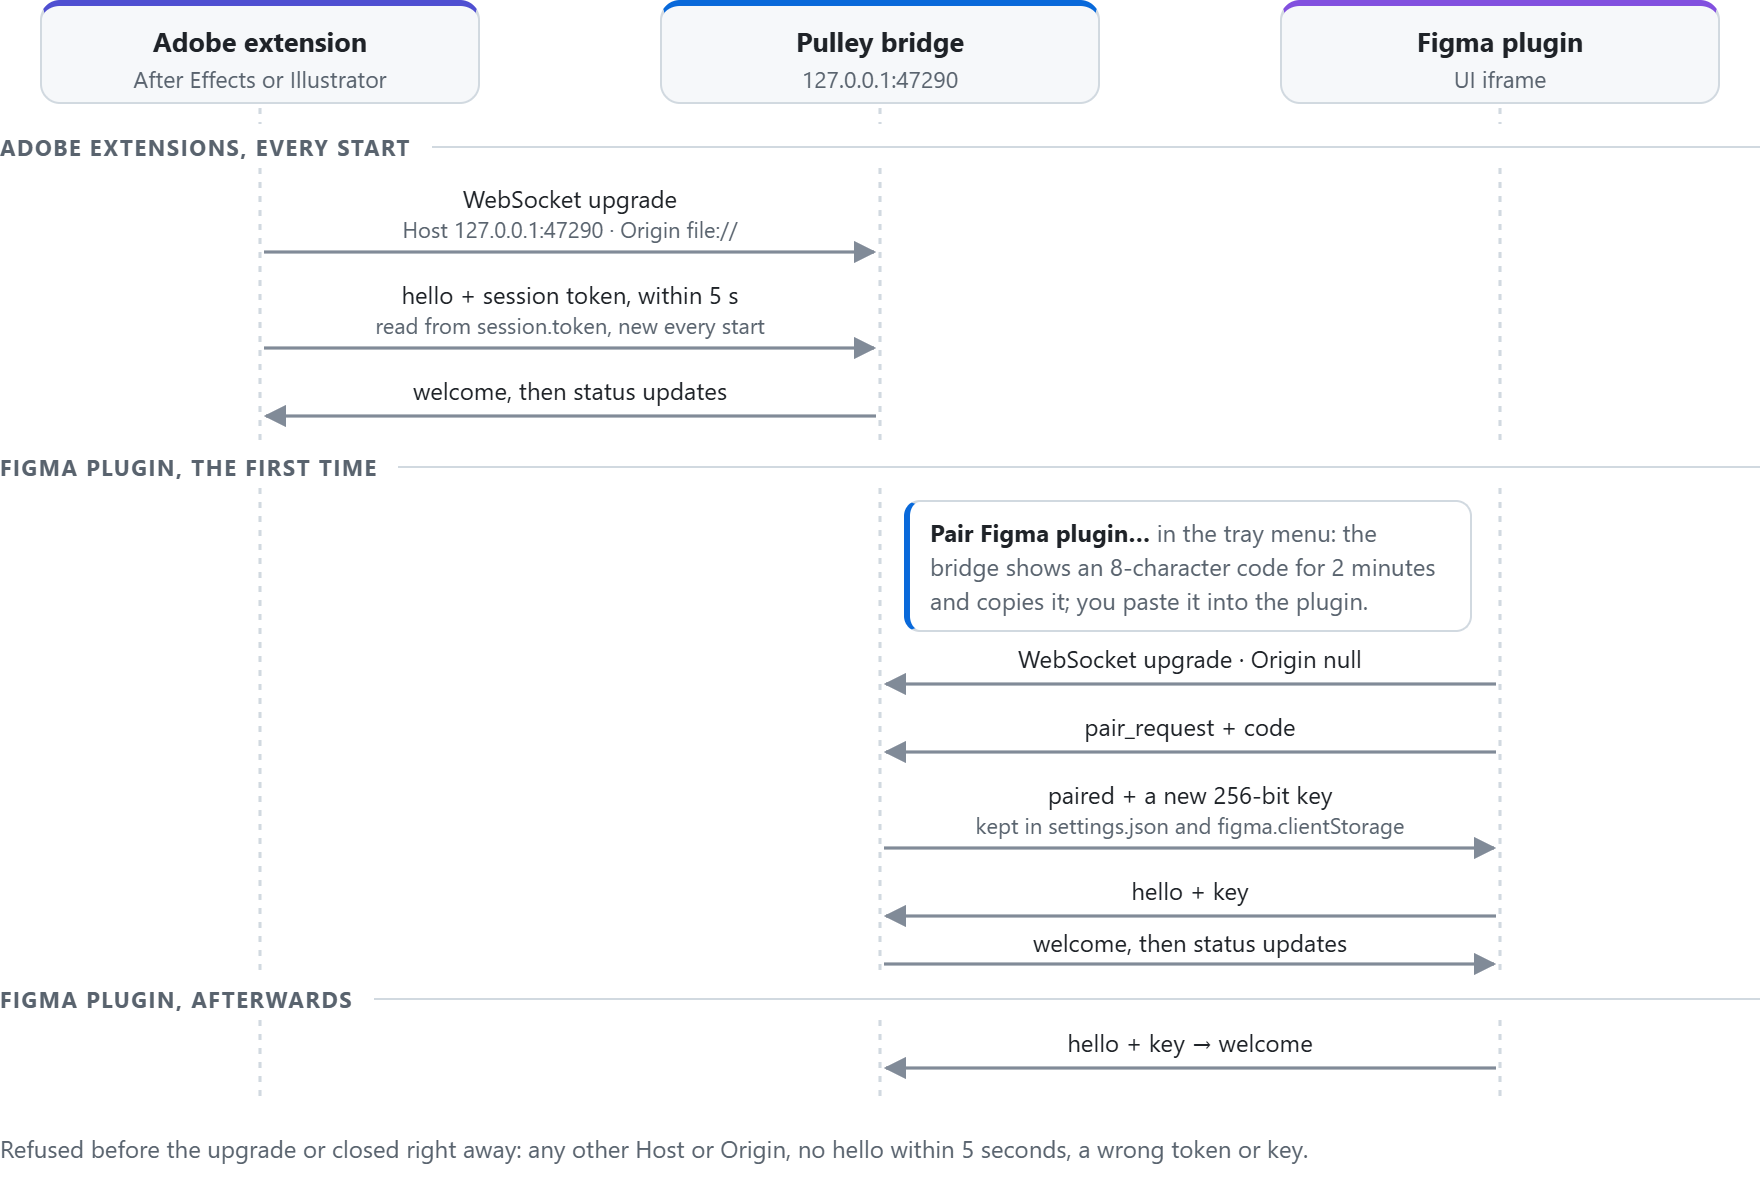 Adobe extension
After Effects or Illustrator
Pulley bridge
127.0.0.1:47290
Figma plugin
UI iframe
ADOBE EXTENSIONS, EVERY START
WebSocket upgrade
Host 127.0.0.1:47290 · Origin file://
hello + session token, within 5 s
read from session.token, new every start
welcome, then status updates
FIGMA PLUGIN, THE FIRST TIME
Pair Figma plugin... in the tray menu: the
bridge shows an 8-character code for 2 minutes
and copies it; you paste it into the plugin.
WebSocket upgrade · Origin null
pair_request + code
paired + a new 256-bit key
kept in settings.json and figma.clientStorage
hello + key
welcome, then status updates
FIGMA PLUGIN, AFTERWARDS
hello + key → welcome
Refused before the upgrade or closed right away: any other Host or Origin, no hello within 5 seconds, a wrong token or key.